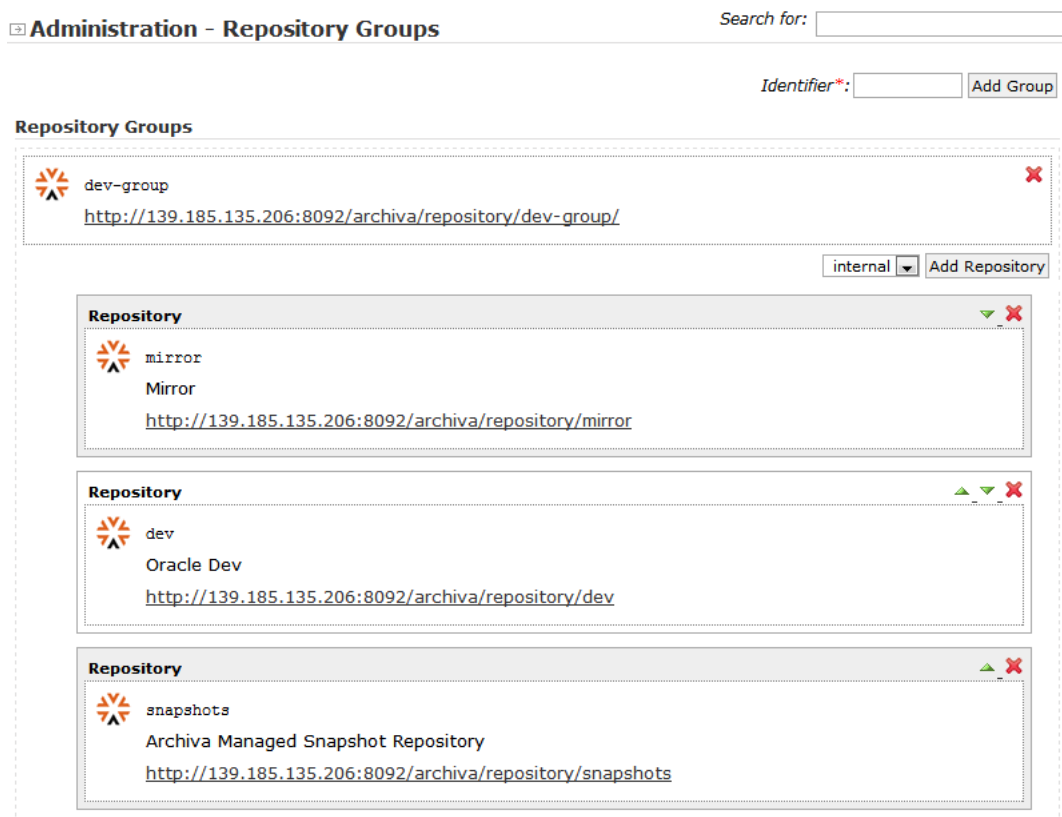 Administration - Repository Groups
Search for:
Identifier*:
Add Group
Repository Groups
dev-group
http://139.185.135.206:8092/archiva/repository/dev-group/
internal
Add Repository
Repository
mirror
Mirror
http://139.185.135.206:8092/archiva/repository/mirror
Repository
dev
Oracle Dev
http://139.185.135.206:8092/archiva/repository/dev
Repository
snapshots
Archiva Managed Snapshot Repository
http://139.185.135.206:8092/archiva/repository/snapshots